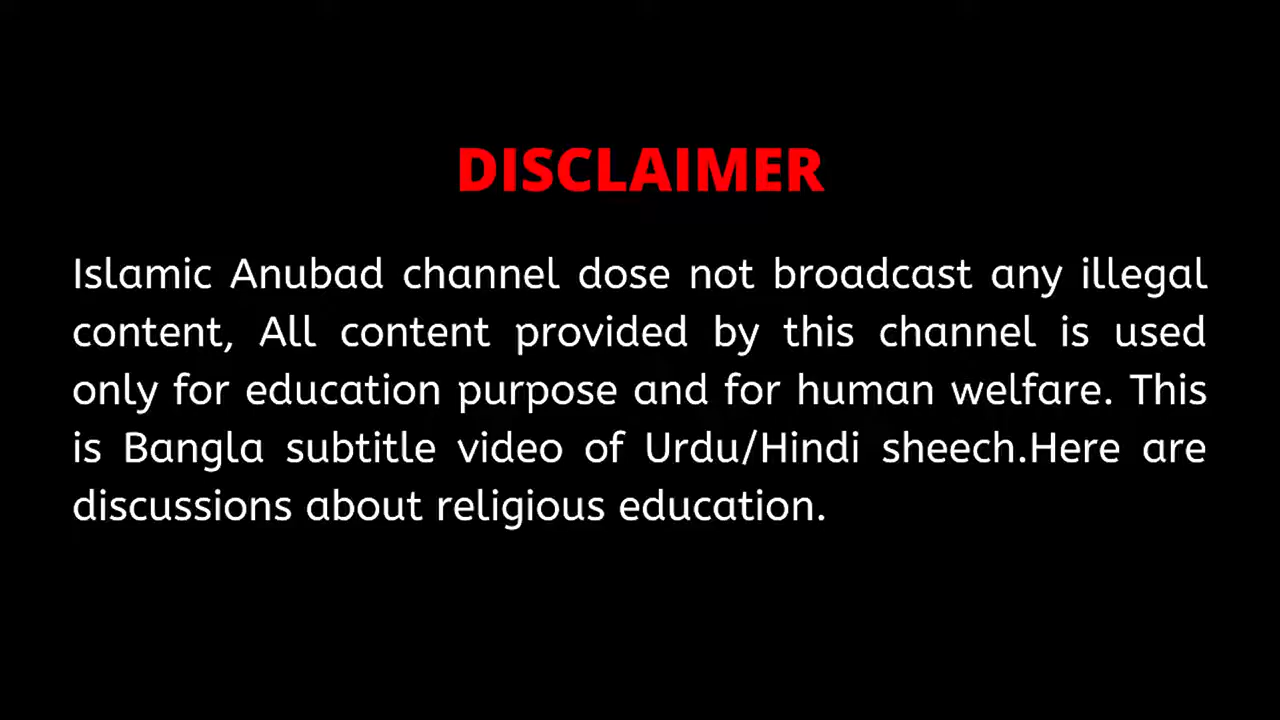 DISCLAIMER
Islamic Anubad channel dose not broadcast any illegal
content, All content provided by this channel is used
only for education purpose and for human welfare. This
is Bangla subtitle video of Urdu/Hindi sheech.Here are
discussions about religious education.